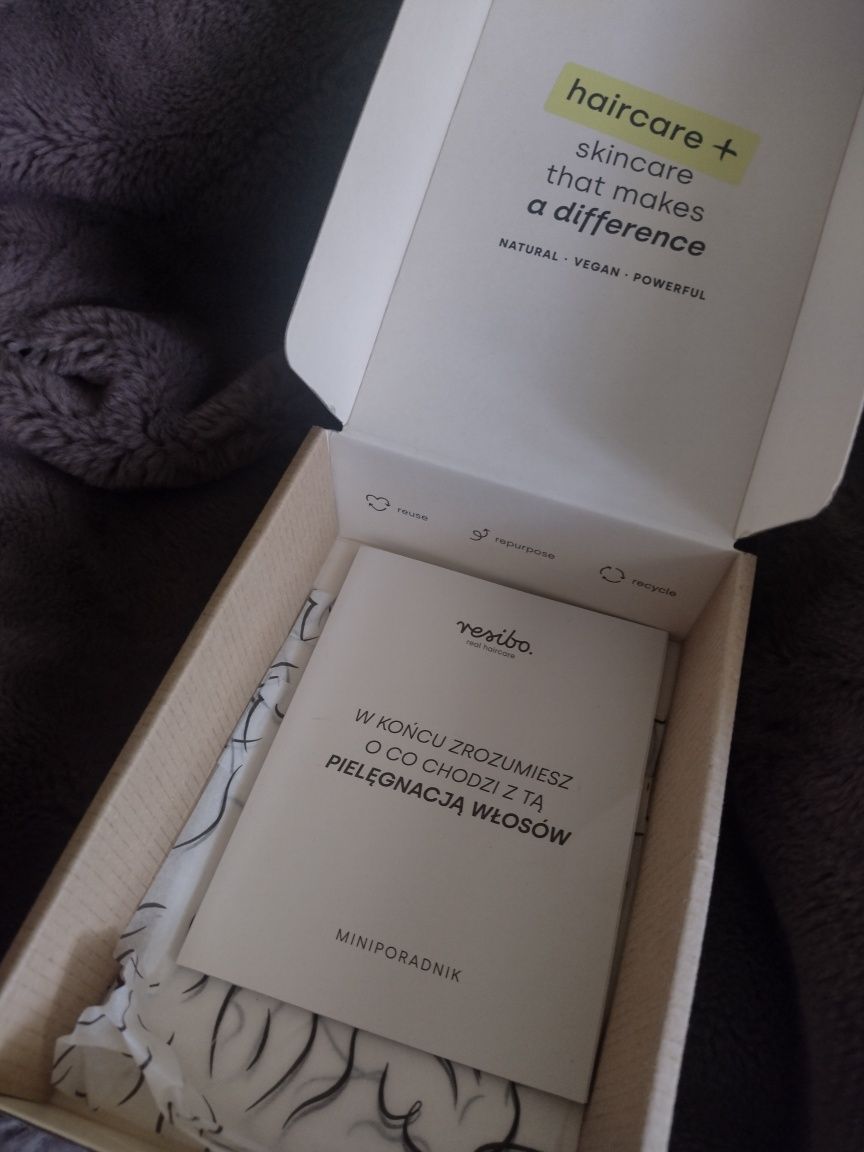 haircare +
skincare
that makes
a difference
NATURAL · VEGAN · POWERFUL
reuse
repurpose
recycle
resibo.
real haircare
W KOŃCU ZROZUMIESZ
O CO CHODZI Z TĄ
PIELĘGNACJĄ WŁOSÓW
MINIPORADNIK